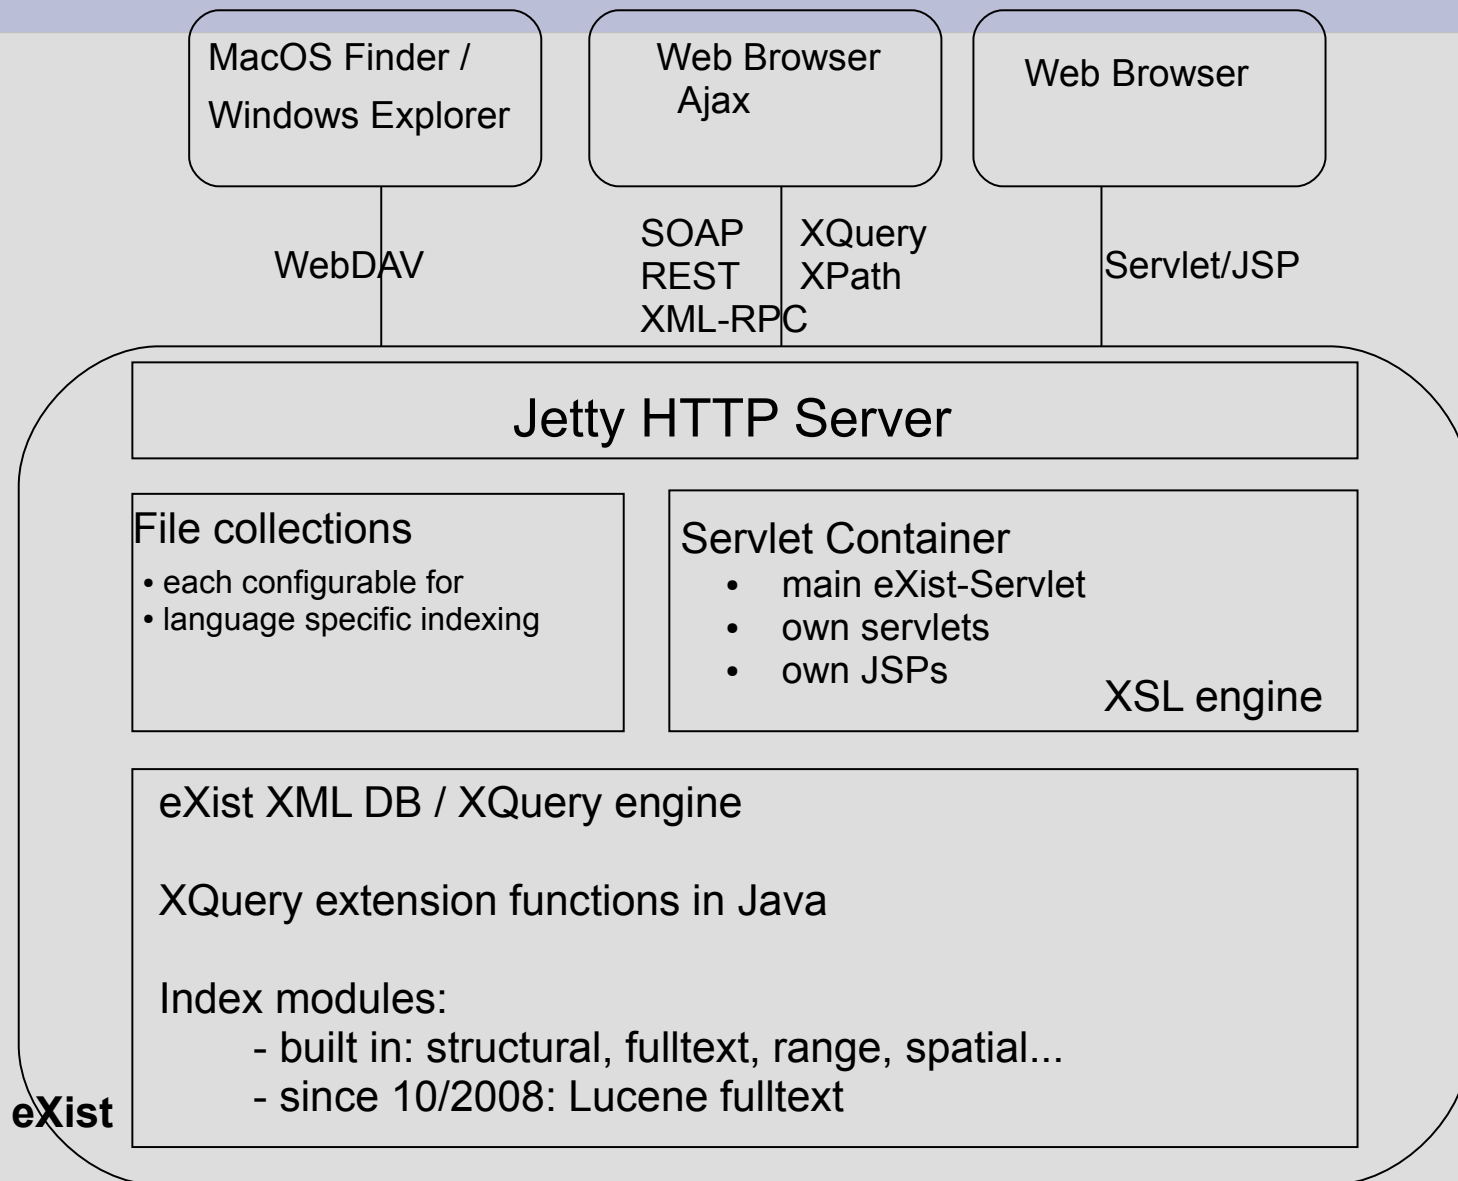 MacOS Finder /
Windows Explorer
Web Browser
Ajax
Web Browser
WebDAV
SOAP
REST
XML-RPC
XQuery
XPath
Servlet/JSP
Jetty HTTP Server
File collections
• each configurable for
• language specific indexing
Servlet Container
• main eXist-Servlet
• own servlets
• own JSPs
XSL engine
eXist XML DB / XQuery engine
XQuery extension functions in Java
Index modules:
- built in: structural, fulltext, range, spatial...
- since 10/2008: Lucene fulltext
eXist